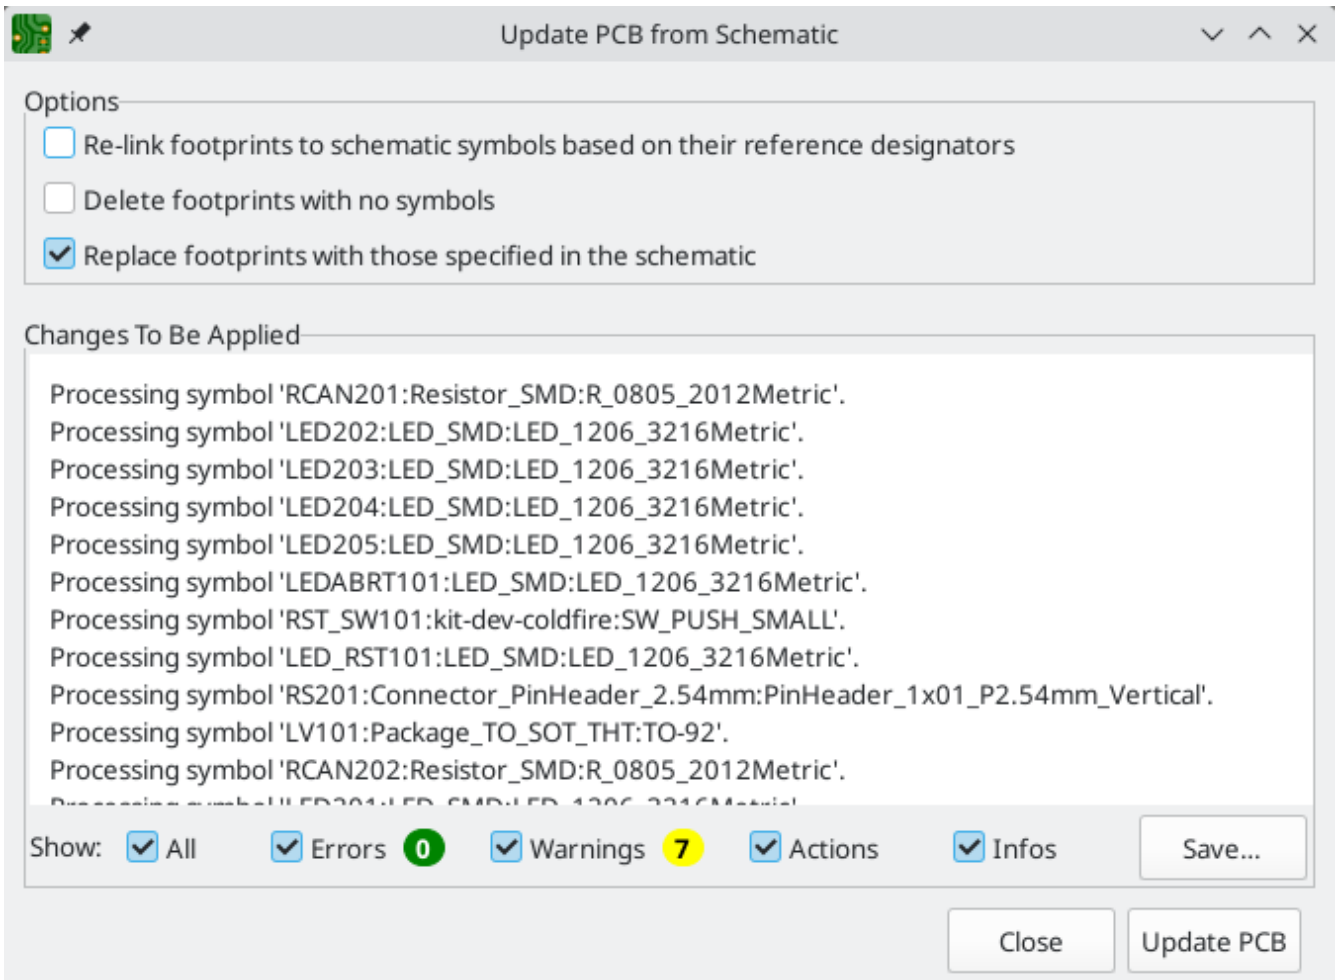 Update PCB from Schematic
Options
Re-link footprints to schematic symbols based on their reference designators
Delete footprints with no symbols
Replace footprints with those specified in the schematic
Changes To Be Applied
Processing symbol 'RCAN201:Resistor_SMD:R_0805_2012Metric'.
Processing symbol 'LED202:LED_SMD:LED_1206_3216Metric'.
Processing symbol 'LED203:LED_SMD:LED_1206_3216Metric'.
Processing symbol 'LED204:LED_SMD:LED_1206_3216Metric'.
Processing symbol 'LED205:LED_SMD:LED_1206_3216Metric'.
Processing symbol 'LEDABRT101:LED_SMD:LED_1206_3216Metric'.
Processing symbol 'RST_SW101:kit-dev-coldfire:SW_PUSH_SMALL'.
Processing symbol 'LED_RST101:LED_SMD:LED_1206_3216Metric'.
Processing symbol 'RS201:Connector_PinHeader_2.54mm:PinHeader_1x01_P2.54mm_Vertical'.
Processing symbol 'LV101:Package_TO_SOT_THT:TO-92'.
Processing symbol 'RCAN202:Resistor_SMD:R_0805_2012Metric'.
Processing symbol 'LED201:LED_SMD:LED_1206_3216Metric'.
Show: All Errors 0 Warnings 7 Actions Infos Save...
Close Update PCB